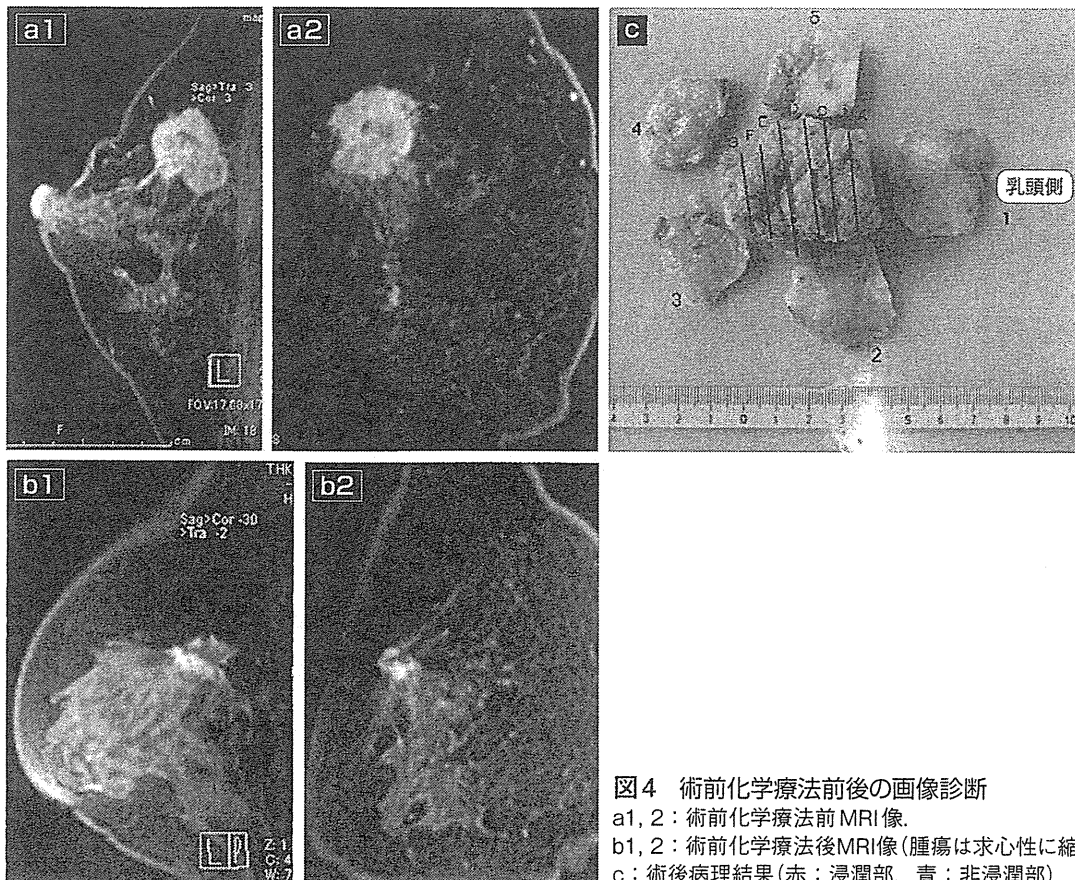 a1
Sag>Tra 3
>Cor 3
L
FOV:17.08x17
IM: 18
F
cm
a2
S
c
5
4
乳頭側
1
3
2
b1
THK
H
Sag>Cor -30
>Tra -2
Z: 1
C: 4
W: 7
b2
図4 術前化学療法前後の画像診断
a1, 2：術前化学療法前MRI像.
b1, 2：術前化学療法後MRI像（腫瘍は求心性に縮
c：術後病理結果（赤：浸潤部，青：非浸潤部）